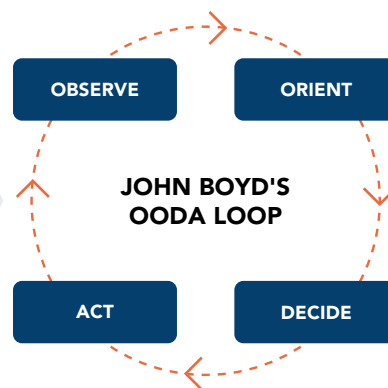 OBSERVE
ORIENT
JOHN BOYD'S
OODA LOOP
ACT
DECIDE